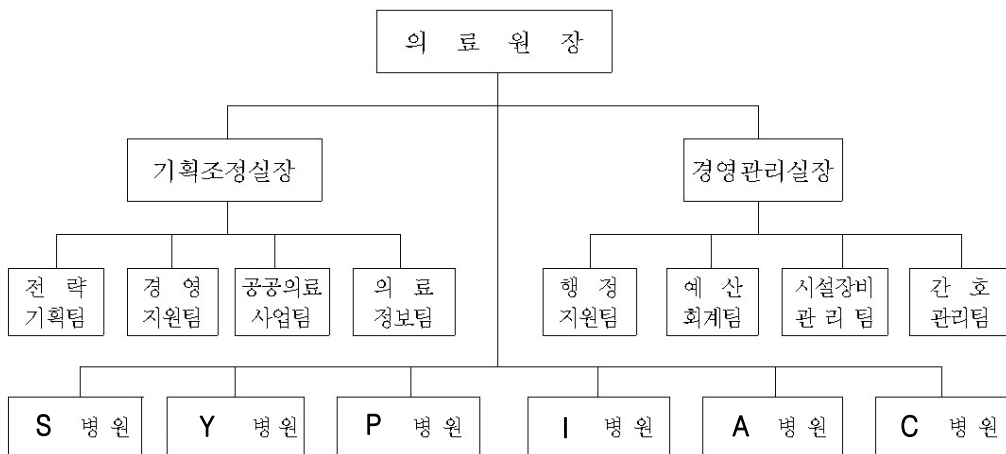 의 료 원 장
기획조정실장
경영관리실장
전 략
기획팀
경 영
지원팀
공공의료
사업팀
의 료
정보팀
행 정
지원팀
예 산
회계팀
시설장비
관 리 팀
간 호
관리팀
S 병 원
Y 병 원
P 병 원
I 병 원
A 병 원
C 병 원